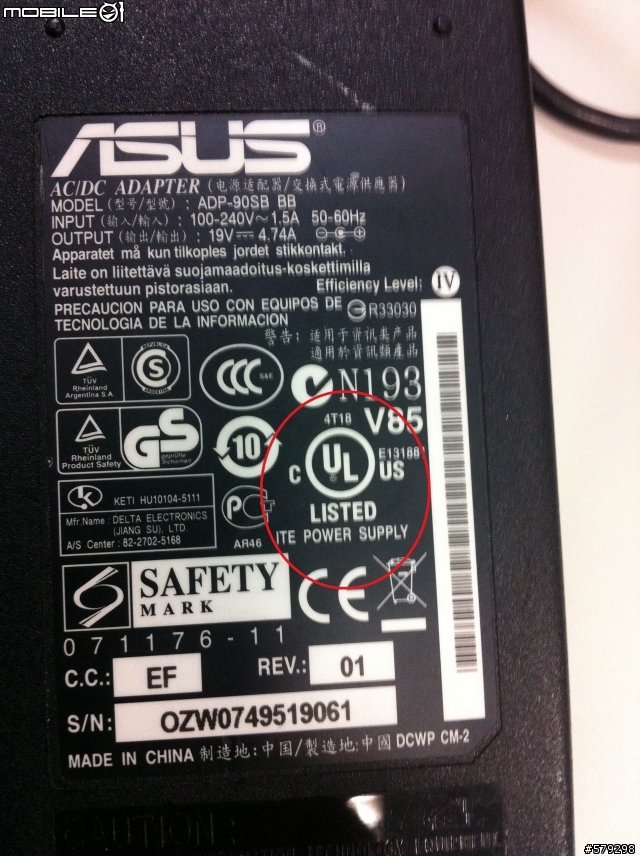 MOBILE01
ASUS®
AC/DC ADAPTER (电源适配器/交換式電源供應器)
MODEL (型号/型號): ADP-90SB BB
INPUT (输入/輸入): 100-240V~1.5A 50-60Hz
OUTPUT (输出/輸出): 19V⎓4.74A
Apparatet må kun tilkoples jordet stikkontakt.
Laite on liitettävä suojamaadoitus-koskettimilla
varustettuun pistorasiaan. Efficiency Level: IV
PRECAUCION PARA USO CON EQUIPOS DE
TECNOLOGIA DE LA INFORMACION
R33030
警告: 适用于资讯类产品
適用於資訊類產品
TÜV
Rheinland
Argentina S.A.
S
CCC
S&E
N193
V85
TÜV
Rheinland
Product Safety
GS
geprüfte
Sicherheit
10
4T18
E131881
C UL® US
LISTED
ITE POWER SUPPLY
K KETI HU10104-5111
Mfr Name : DELTA ELECTRONICS
(JIANG SU). LTD.
A/S Center : 82-2702-5168
AR46
SAFETY
MARK
CE
071176-11
C.C.: EF REV.: 01
S/N: OZW0749519061
MADE IN CHINA 制造地:中国/製造地:中國 DCWP CM-2
CAUTION:
#579298